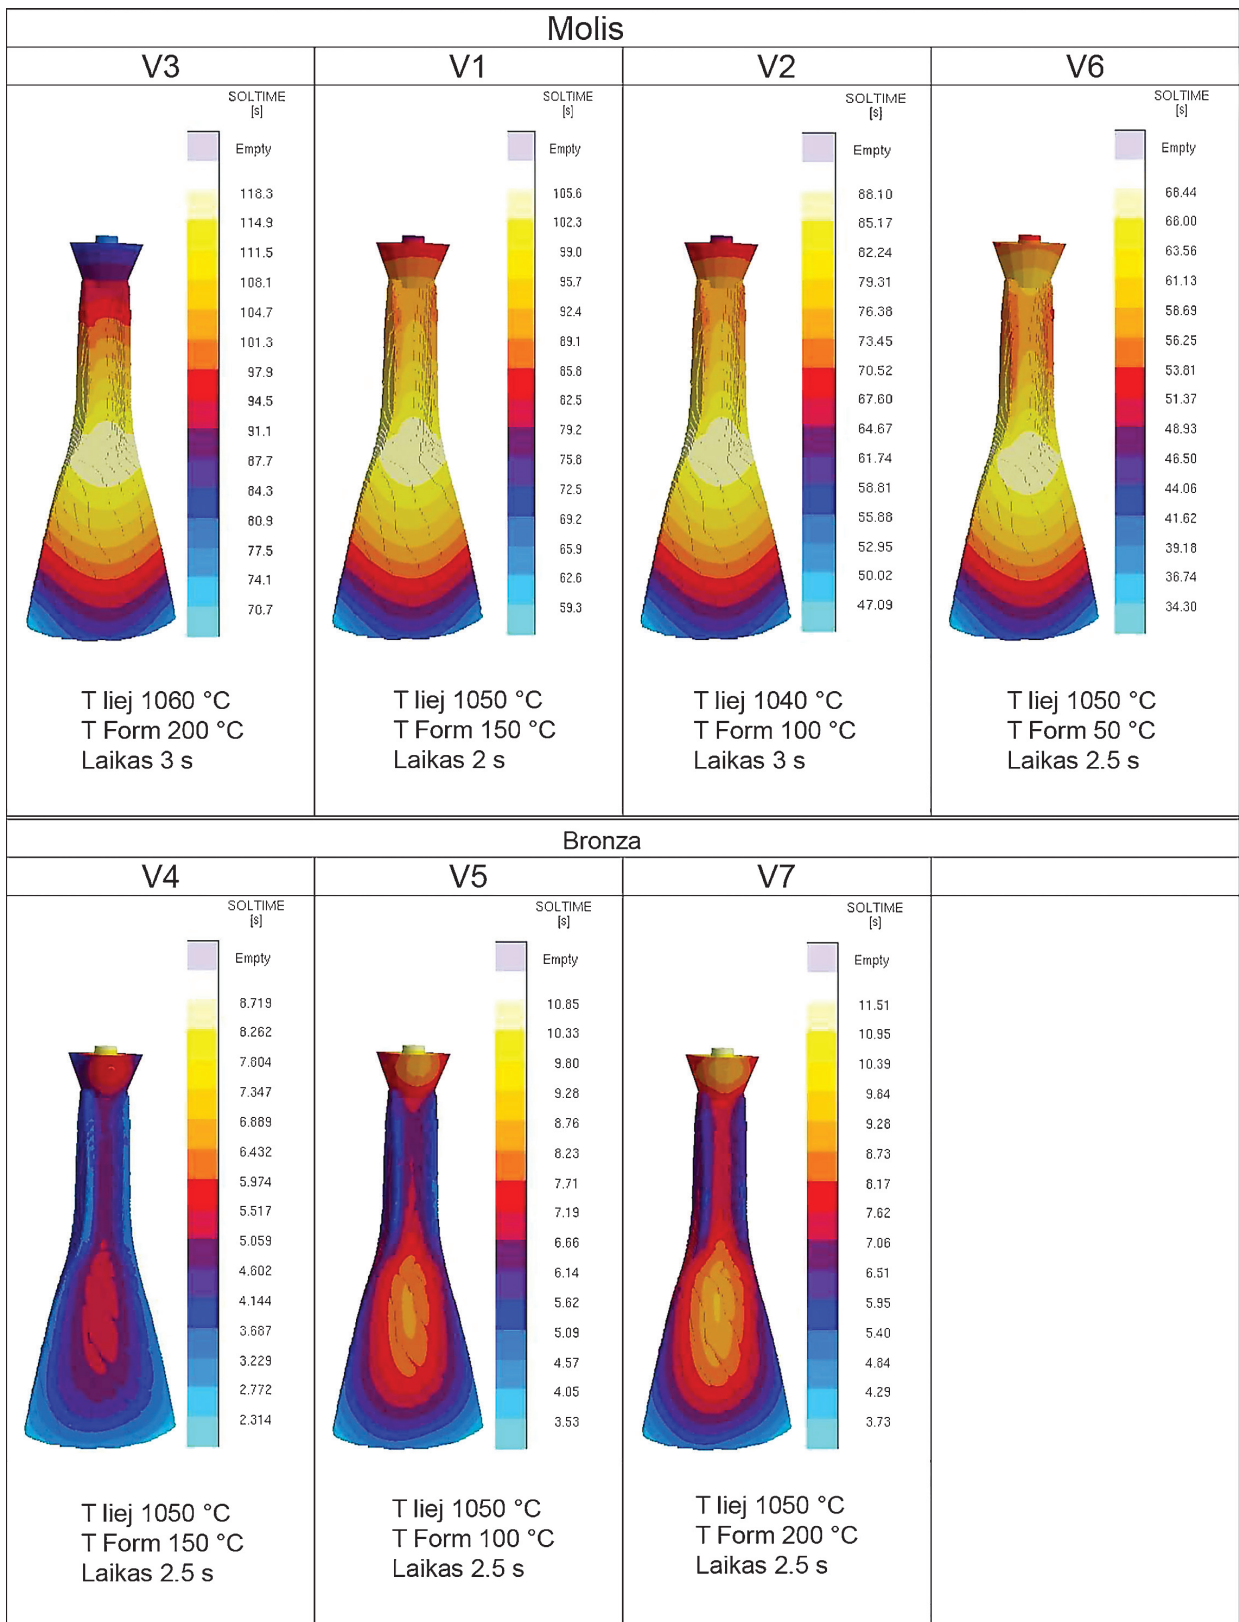 Molis
V3
V1
V2
V6
SOLTIME
[s]
Empty
118.3
114.9
111.5
108.1
104.7
101.3
97.9
94.5
91.1
87.7
84.3
80.9
77.5
74.1
70.7
T liej 1060 °C
T Form 200 °C
Laikas 3 s
SOLTIME
[s]
Empty
105.6
102.3
99.0
95.7
92.4
89.1
85.8
82.5
79.2
75.8
72.5
69.2
65.9
62.6
59.3
T liej 1050 °C
T Form 150 °C
Laikas 2 s
SOLTIME
[s]
Empty
88.10
85.17
82.24
79.31
76.38
73.45
70.52
67.60
64.67
61.74
58.81
55.88
52.95
50.02
47.09
T liej 1040 °C
T Form 100 °C
Laikas 3 s
SOLTIME
[s]
Empty
68.44
66.00
63.56
61.13
58.69
56.25
53.81
51.37
48.93
46.50
44.06
41.62
39.18
36.74
34.30
T liej 1050 °C
T Form 50 °C
Laikas 2.5 s
Bronza
V4
V5
V7
SOLTIME
[s]
Empty
8.719
8.262
7.804
7.347
6.889
6.432
5.974
5.517
5.059
4.602
4.144
3.687
3.229
2.772
2.314
T liej 1050 °C
T Form 150 °C
Laikas 2.5 s
SOLTIME
[s]
Empty
10.85
10.33
9.80
9.28
8.76
8.23
7.71
7.19
6.66
6.14
5.62
5.09
4.57
4.05
3.53
T liej 1050 °C
T Form 100 °C
Laikas 2.5 s
SOLTIME
[s]
Empty
11.51
10.95
10.39
9.84
9.28
8.73
8.17
7.62
7.06
6.51
5.95
5.40
4.84
4.29
3.73
T liej 1050 °C
T Form 200 °C
Laikas 2.5 s